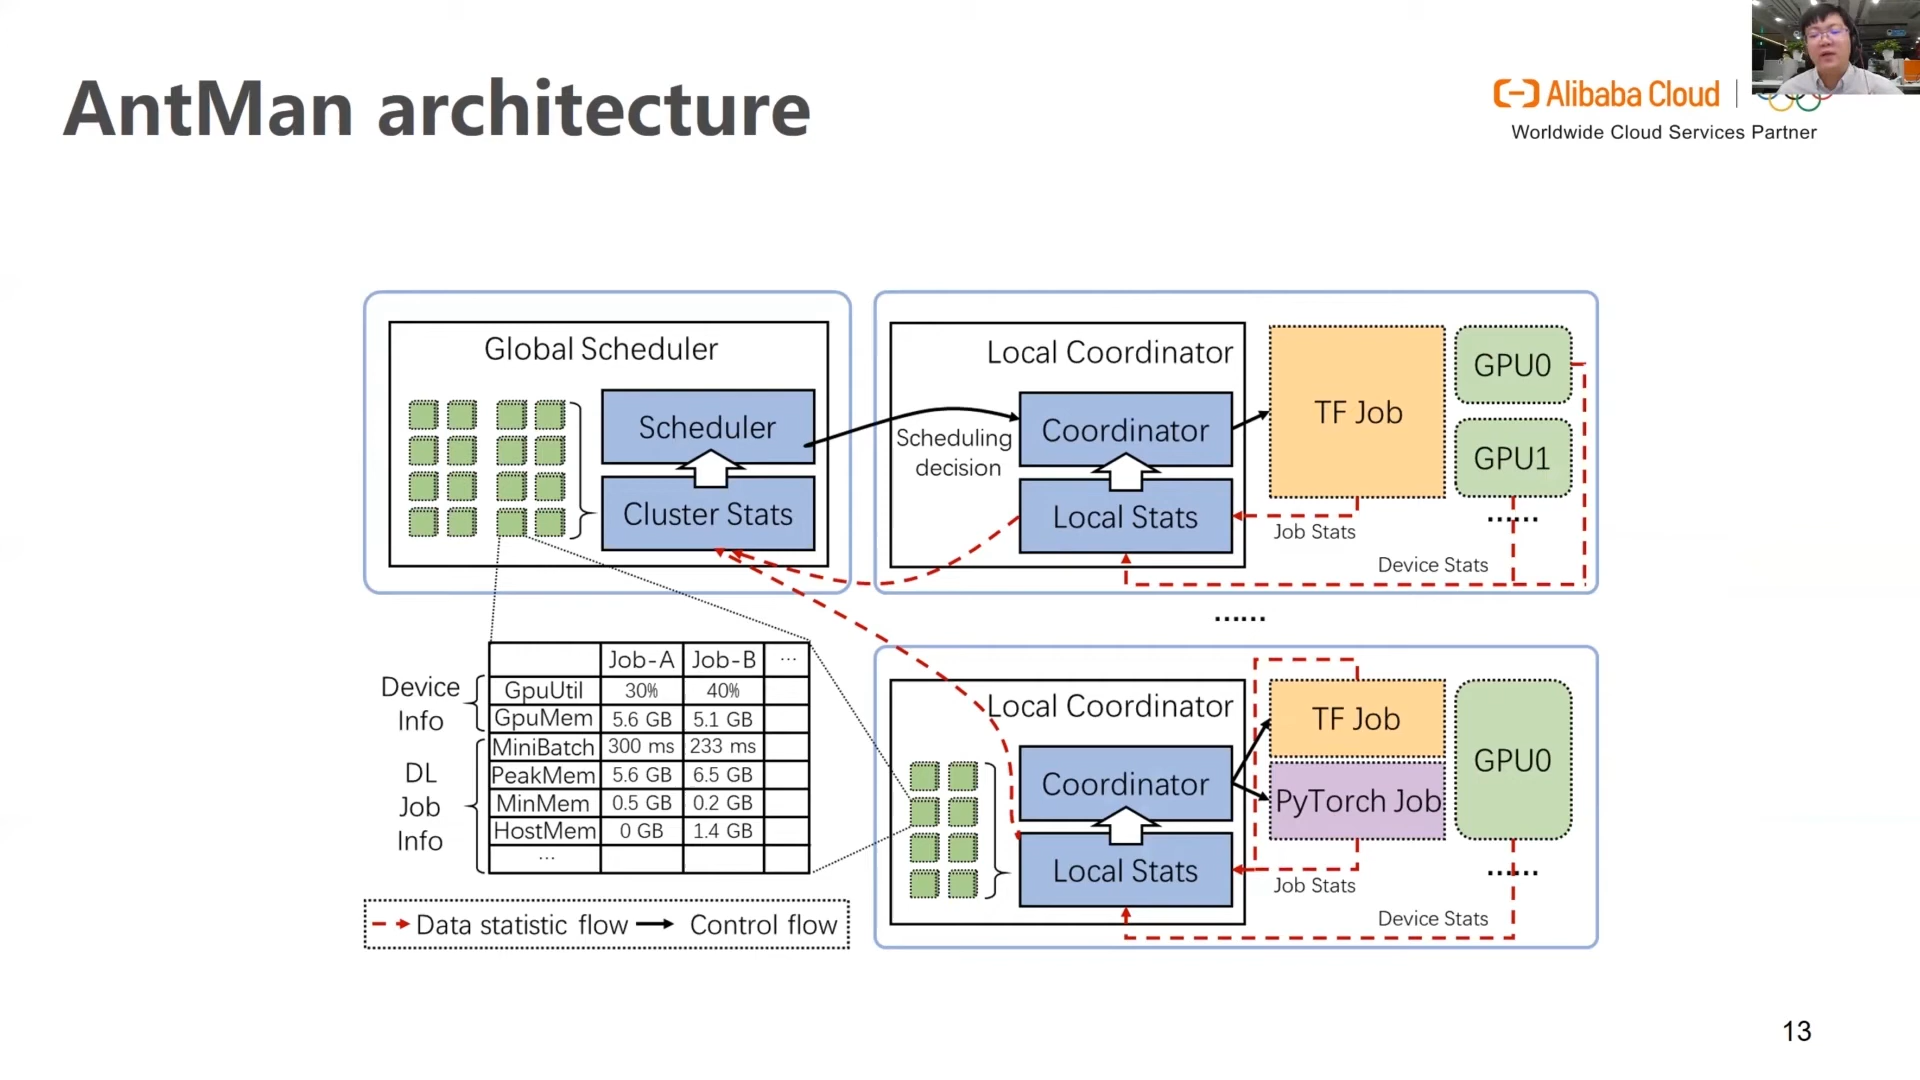 AntMan architecture
Alibaba Cloud
Worldwide Cloud Services Partner
Global Scheduler
Scheduler
Cluster Stats
Scheduling
decision
Local Coordinator
Coordinator
Local Stats
TF Job
GPU0
GPU1
......
Job Stats
Device Stats
......
Job-A Job-B ...
GpuUtil 30% 40%
GpuMem 5.6 GB 5.1 GB
MiniBatch 300 ms 233 ms
PeakMem 5.6 GB 6.5 GB
MinMem 0.5 GB 0.2 GB
HostMem 0 GB 1.4 GB
...
Device
Info
DL
Job
Info
Local Coordinator
Coordinator
Local Stats
TF Job
PyTorch Job
GPU0
......
Job Stats
Device Stats
Data statistic flow
Control flow
13